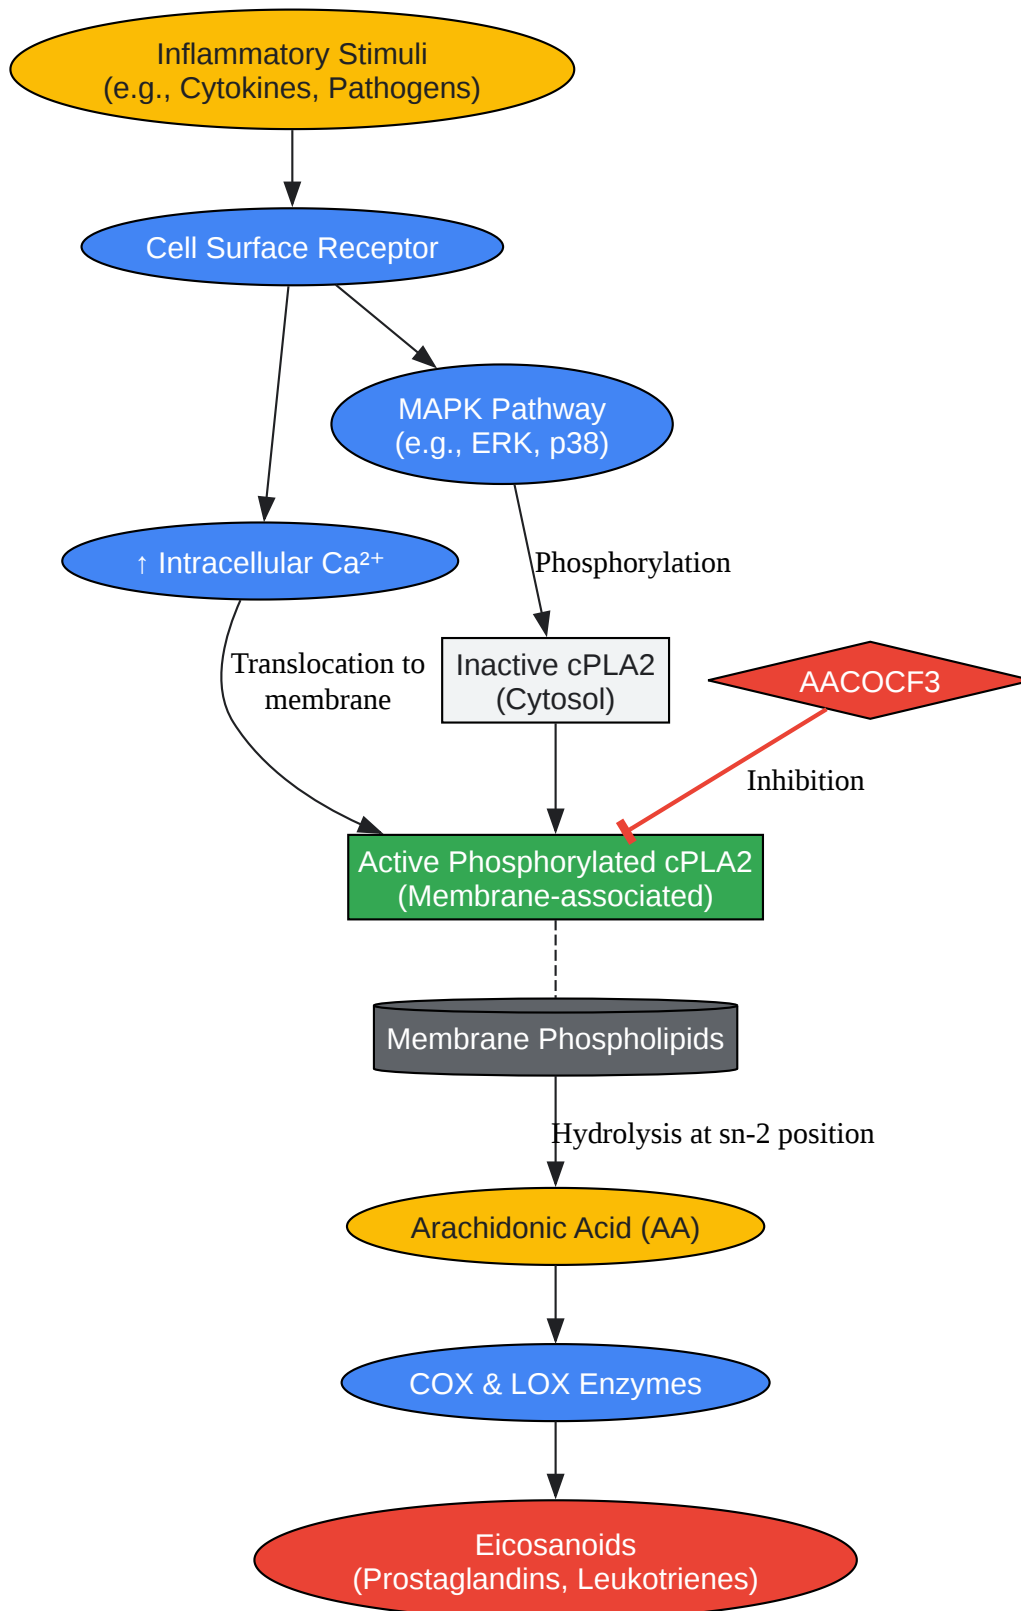 Inflammatory Stimuli
(e.g., Cytokines, Pathogens)
Cell Surface Receptor
MAPK Pathway
(e.g., ERK, p38)
↑ Intracellular Ca²⁺
Phosphorylation
Translocation to
membrane
Inactive cPLA2
(Cytosol)
AACOCF3
Inhibition
Active Phosphorylated cPLA2
(Membrane-associated)
Membrane Phospholipids
Hydrolysis at sn-2 position
Arachidonic Acid (AA)
COX & LOX Enzymes
Eicosanoids
(Prostaglandins, Leukotrienes)